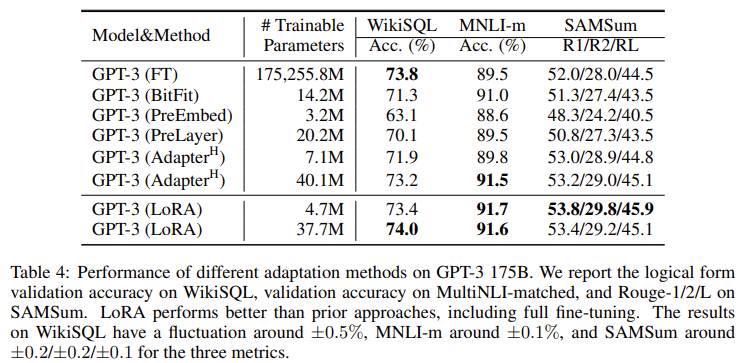 Model&Method # Trainable Parameters WikiSQL MNLI-m SAMSum
Acc. (%) Acc. (%) R1/R2/RL
GPT-3 (FT) 175,255.8M 73.8 89.5 52.0/28.0/44.5
GPT-3 (BitFit) 14.2M 71.3 91.0 51.3/27.4/43.5
GPT-3 (PreEmbed) 3.2M 63.1 88.6 48.3/24.2/40.5
GPT-3 (PreLayer) 20.2M 70.1 89.5 50.8/27.3/43.5
GPT-3 (AdapterH) 7.1M 71.9 89.8 53.0/28.9/44.8
GPT-3 (AdapterH) 40.1M 73.2 91.5 53.2/29.0/45.1
GPT-3 (LoRA) 4.7M 73.4 91.7 53.8/29.8/45.9
GPT-3 (LoRA) 37.7M 74.0 91.6 53.4/29.2/45.1
Table 4: Performance of different adaptation methods on GPT-3 175B. We report the logical form
validation accuracy on WikiSQL, validation accuracy on MultiNLI-matched, and Rouge-1/2/L on
SAMSum. LoRA performs better than prior approaches, including full fine-tuning. The results
on WikiSQL have a fluctuation around ±0.5%, MNLI-m around ±0.1%, and SAMSum around
±0.2/±0.2/±0.1 for the three metrics.